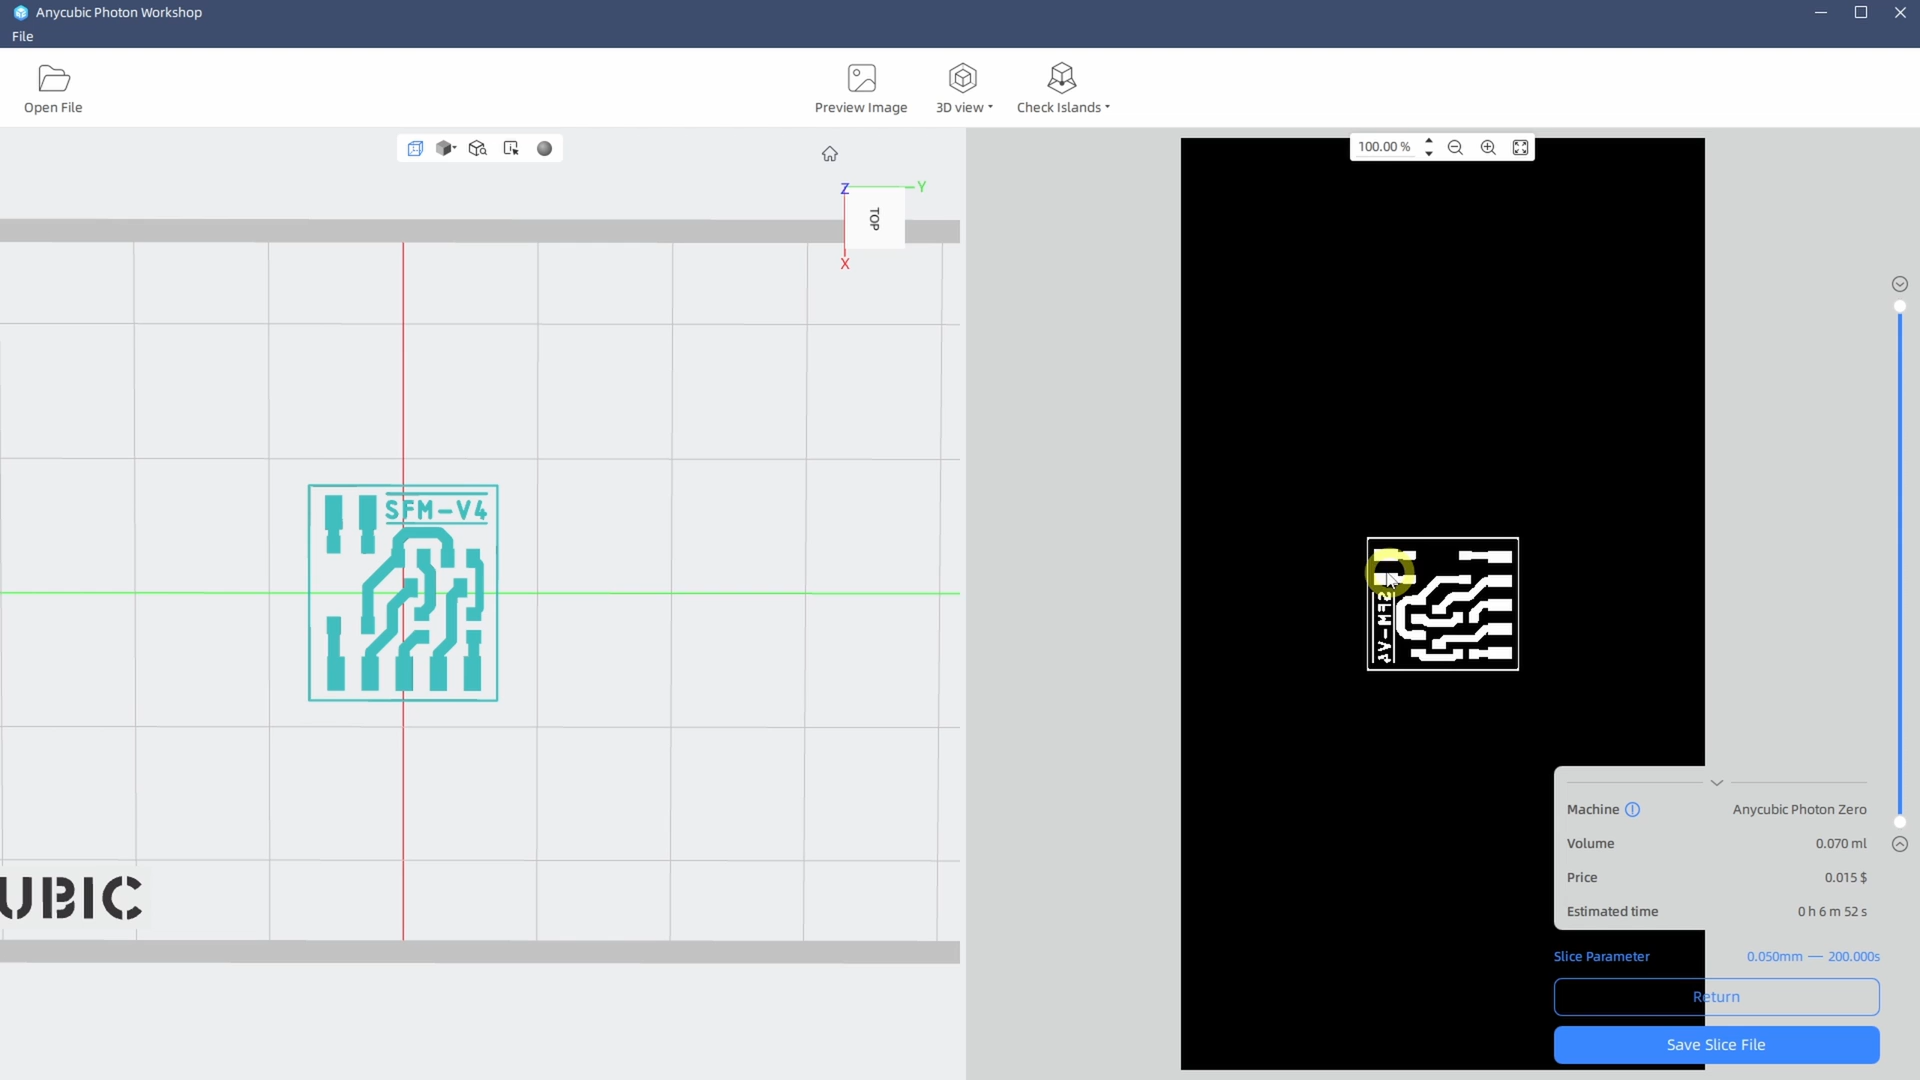 Anycubic Photon Workshop
File
Open File
Preview Image
3D view
Check Islands
100.00 %
Z
Y
TOP
X
SFM-V4
SFM-V4
UBIC
Machine
Anycubic Photon Zero
Volume
0.070 ml
Price
0.015 $
Estimated time
0 h 6 m 52 s
Slice Parameter
0.050mm — 200.000s
Return
Save Slice File